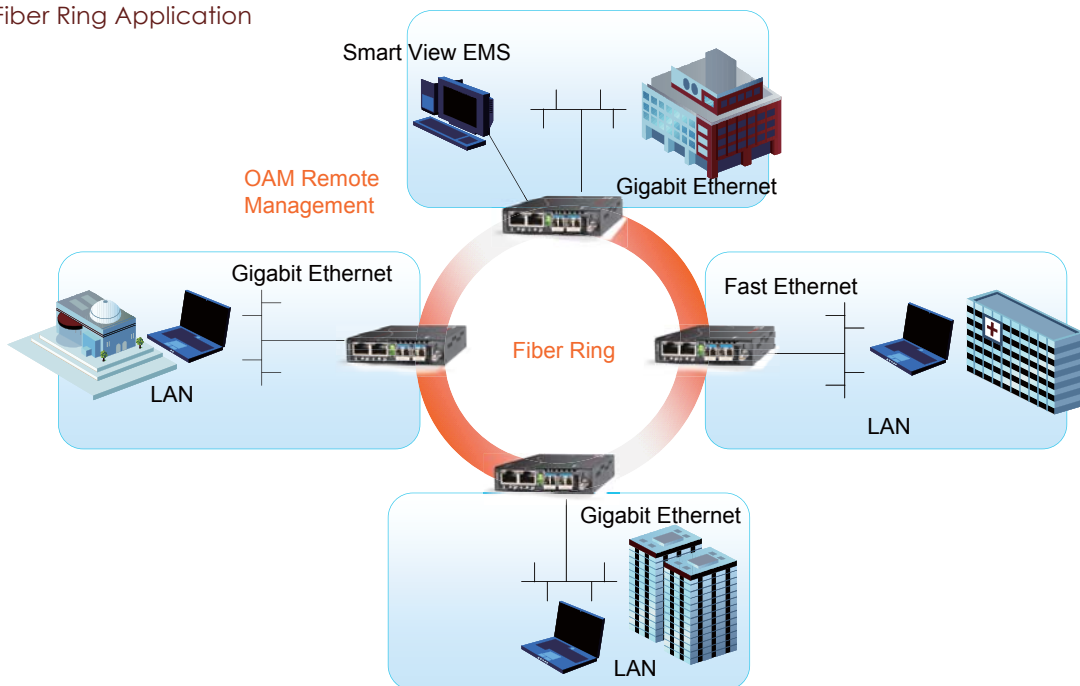 Fiber Ring Application
Smart View EMS
Gigabit Ethernet
OAM Remote
Management
Gigabit Ethernet
LAN
Fiber Ring
Fast Ethernet
LAN
Gigabit Ethernet
LAN